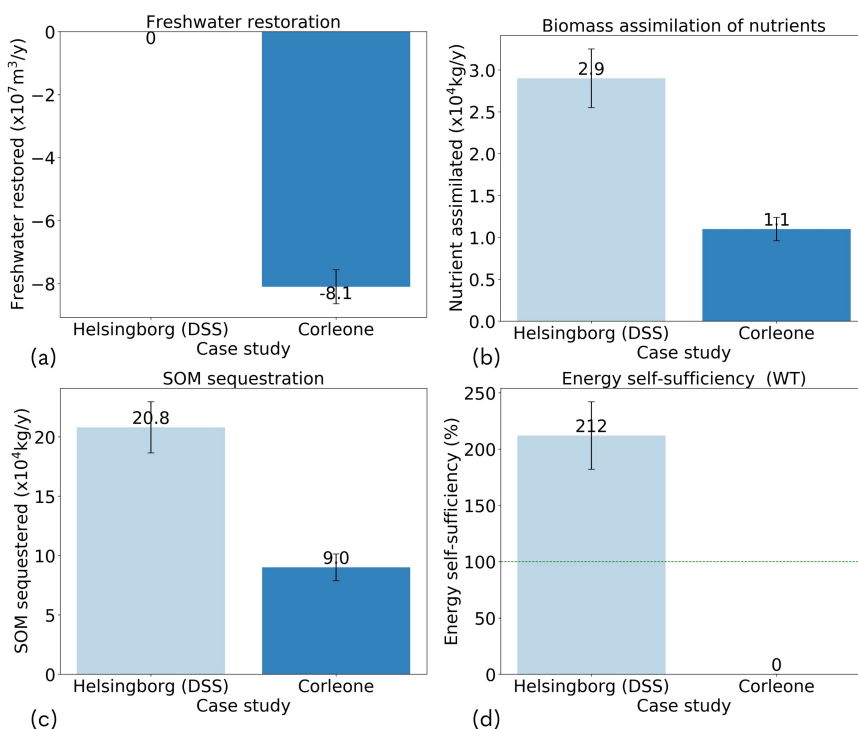 Freshwater restoration
Freshwater restored (x10⁷m³/y)
0
−2
−4
−6
−8
0
-8.1
Helsingborg (DSS)
Corleone
Case study
(a)
Biomass assimilation of nutrients
Nutrient assimilated (x10⁴kg/y)
3.0
2.5
2.0
1.5
1.0
0.5
0.0
2.9
1.1
Helsingborg (DSS)
Corleone
Case study
(b)
SOM sequestration
SOM sequestered (x10⁴kg/y)
20
15
10
5
0
20.8
9.0
Helsingborg (DSS)
Corleone
Case study
(c)
Energy self-sufficiency (WT)
Energy self-sufficiency (%)
250
200
150
100
50
0
212
0
Helsingborg (DSS)
Corleone
Case study
(d)